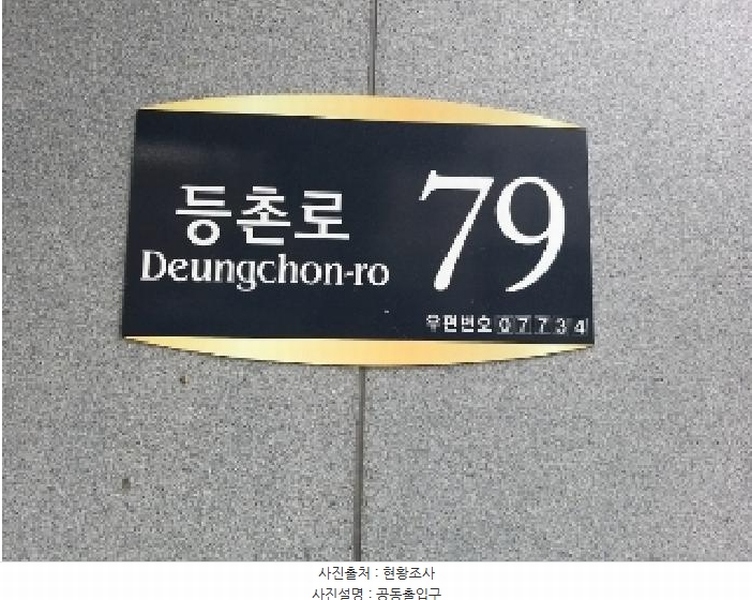 등촌로
Deungchon-ro
79
우편번호 07734
사진출처 : 현황조사
사진설명 : 공동출입구